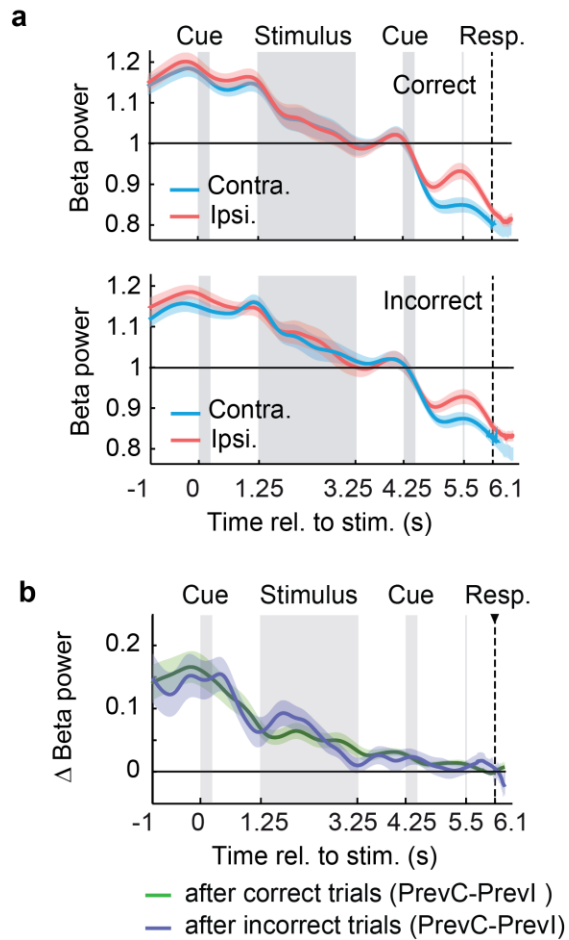 a
Cue Stimulus Cue Resp.
Correct
1.2
1.1
1
0.9
0.8
Beta power
Contra.
Ipsi.
Incorrect
1.2
1.1
1
0.9
0.8
Beta power
Contra.
Ipsi.
-1 0 1.25 3.25 4.25 5.5 6.1
Time rel. to stim. (s)
b
Cue Stimulus Cue Resp.
0.2
0.1
0
Δ Beta power
-1 0 1.25 3.25 4.25 5.5 6.1
Time rel. to stim. (s)
after correct trials (PrevC-PrevI )
after incorrect trials (PrevC-PrevI)